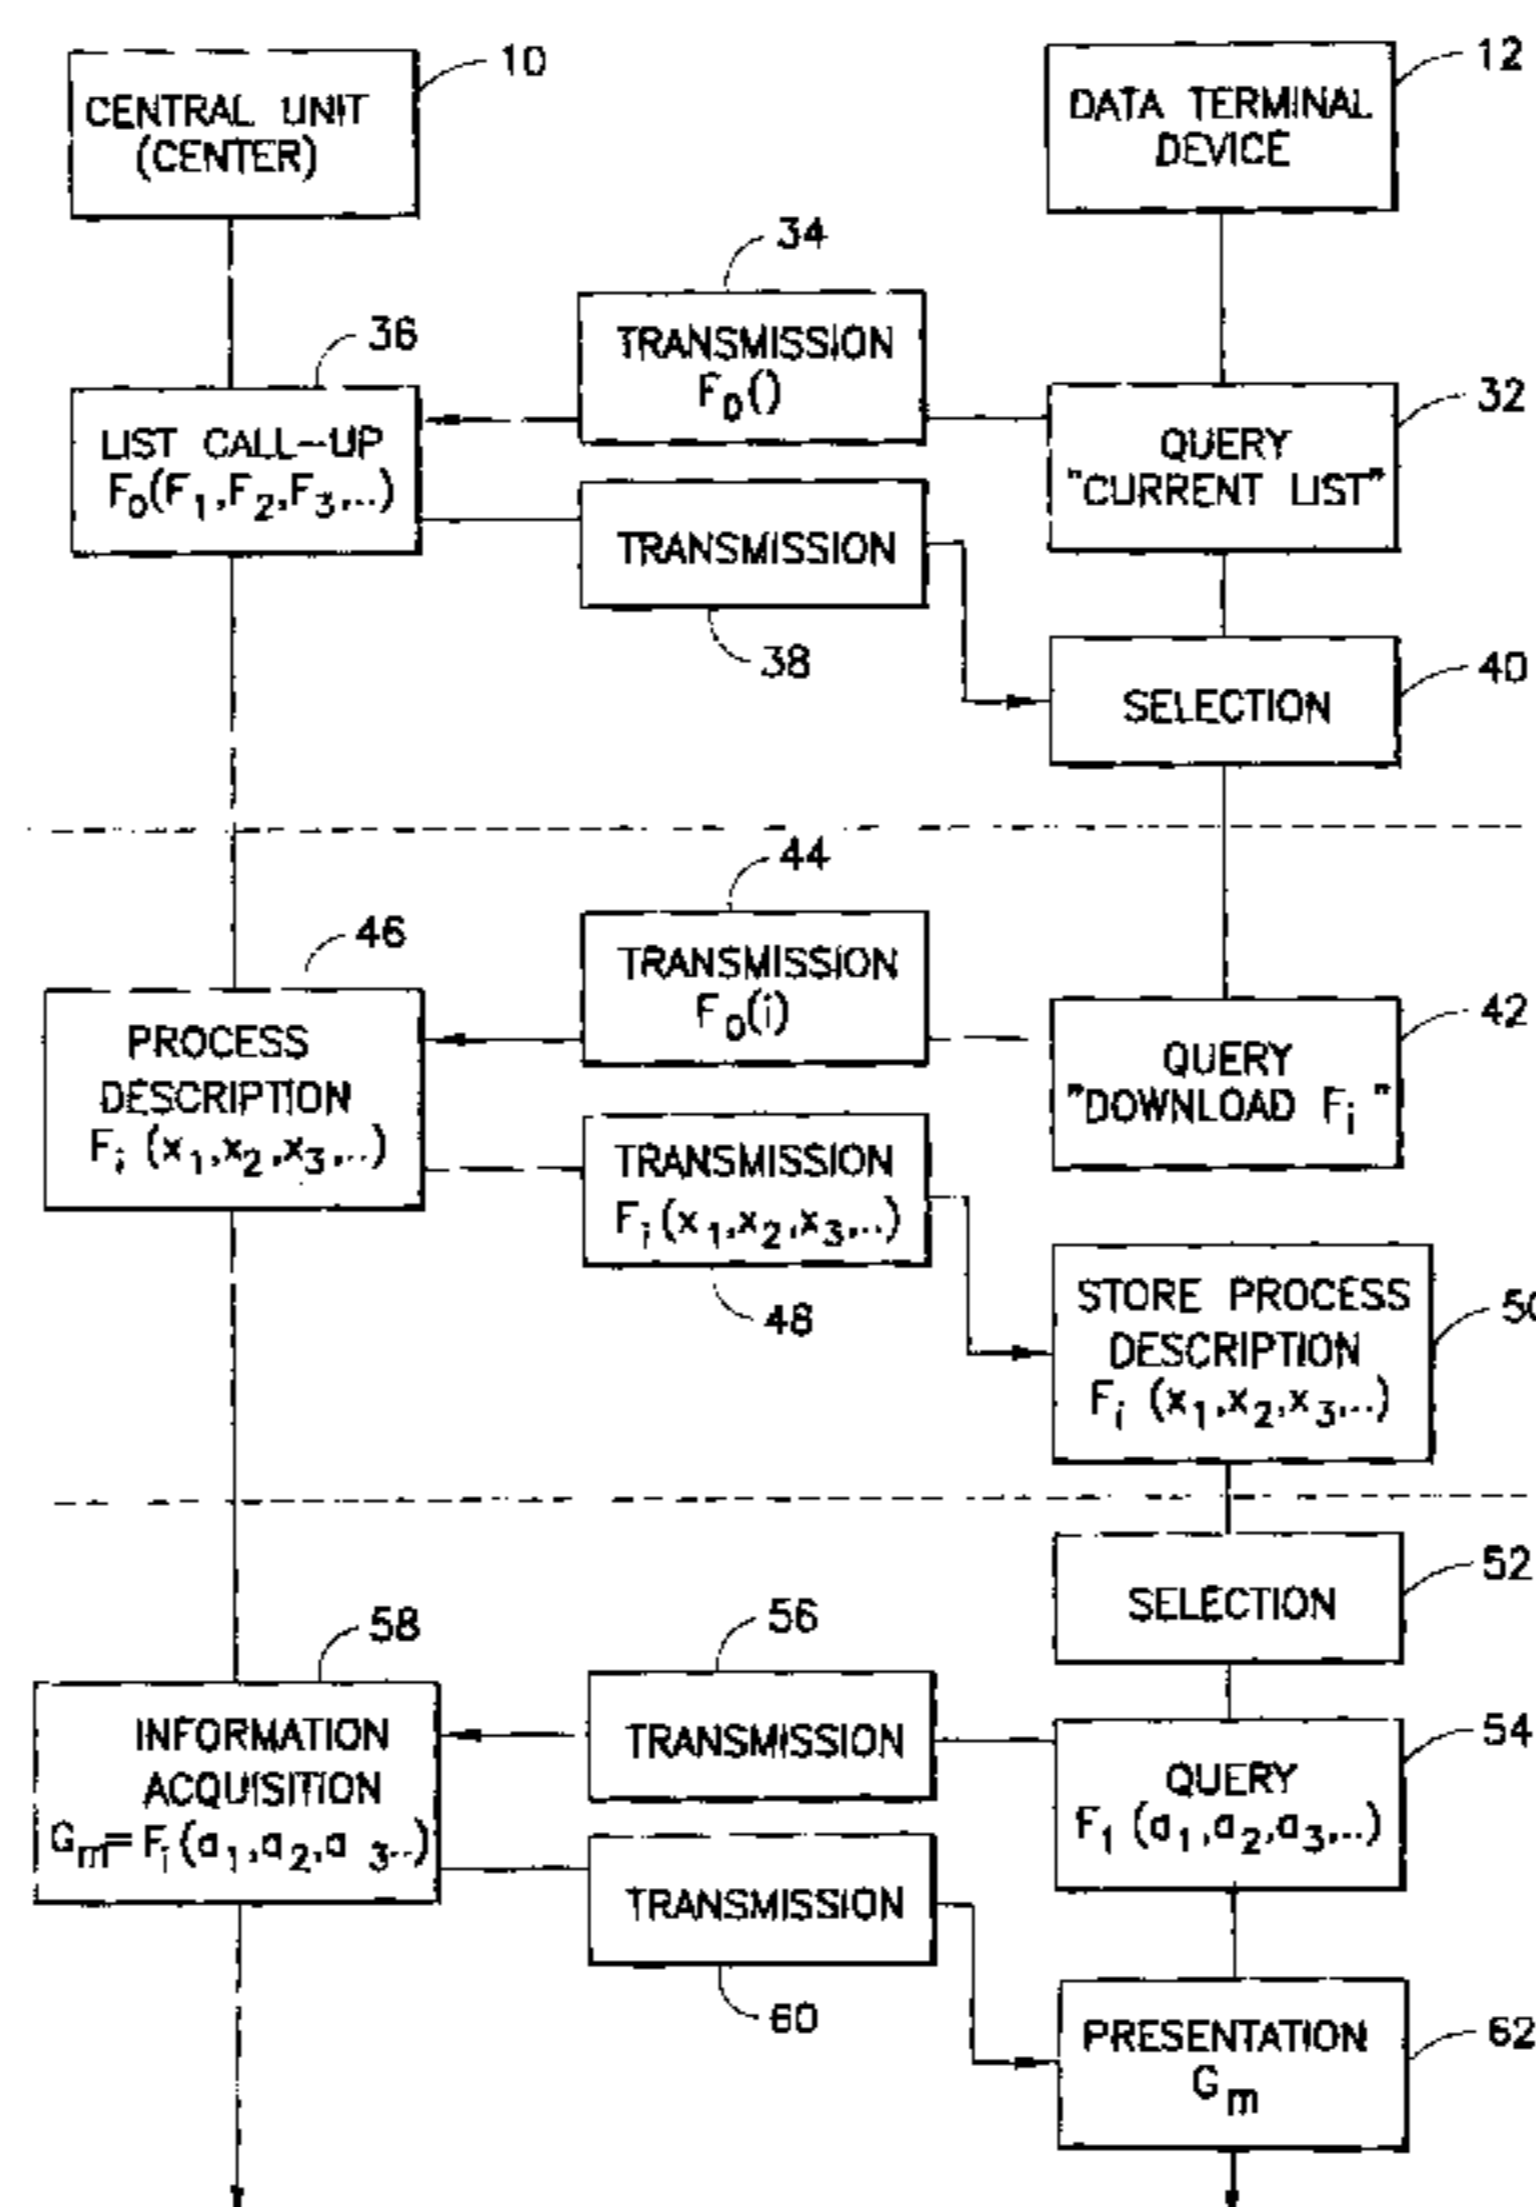 10
CENTRAL UNIT
(CENTER)
12
DATA TERMINAL
DEVICE
34
TRANSMISSION
F₀()
36
LIST CALL–UP
F₀(F₁,F₂,F₃,..)
32
QUERY
"CURRENT LIST"
TRANSMISSION
38
40
SELECTION
44
TRANSMISSION
F₀(i)
46
PROCESS
DESCRIPTION
Fᵢ (x₁,x₂,x₃,..)
42
QUERY
"DOWNLOAD Fᵢ "
TRANSMISSION
Fᵢ(x₁,x₂,x₃,..)
48
50
STORE PROCESS
DESCRIPTION
Fᵢ (x₁,x₂,x₃,..)
52
SELECTION
58
INFORMATION
ACQUISITION
Gₘ= Fᵢ (a₁,a₂,a ₃..)
56
TRANSMISSION
54
QUERY
F₁ (a₁,a₂,a₃,..)
TRANSMISSION
60
62
PRESENTATION
Gₘ